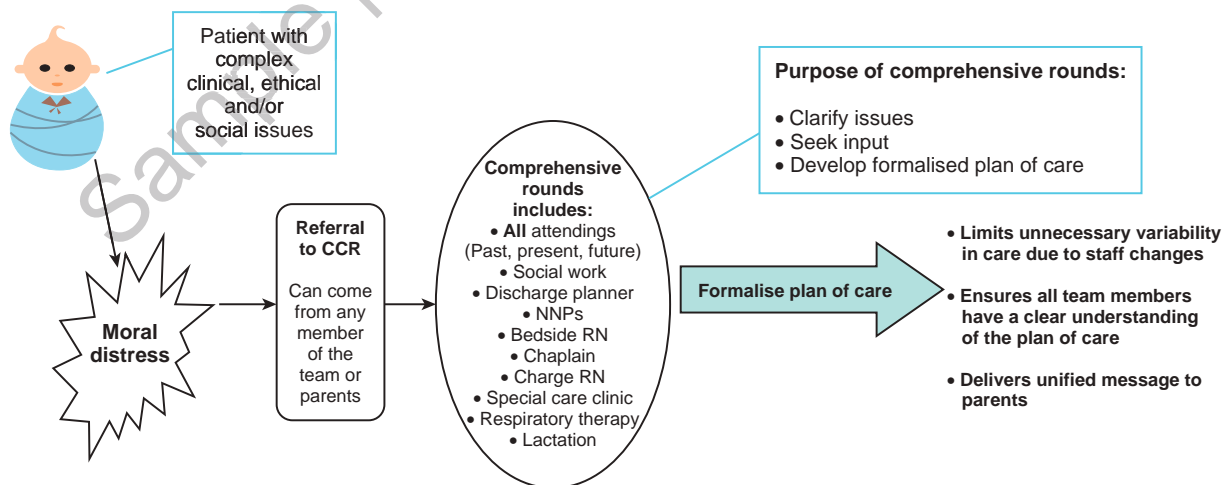 Patient with
complex
clinical, ethical
and/or
social issues
Sample
Moral
distress
Referral
to CCR
Can come
from any
member
of the
team or
parents
Comprehensive
rounds
includes:
• All attendings
(Past, present, future)
• Social work
• Discharge planner
• NNPs
• Bedside RN
• Chaplain
• Charge RN
• Special care clinic
• Respiratory therapy
• Lactation
Purpose of comprehensive rounds:
• Clarify issues
• Seek input
• Develop formalised plan of care
Formalise plan of care
• Limits unnecessary variability
in care due to staff changes
• Ensures all team members
have a clear understanding
of the plan of care
• Delivers unified message to
parents